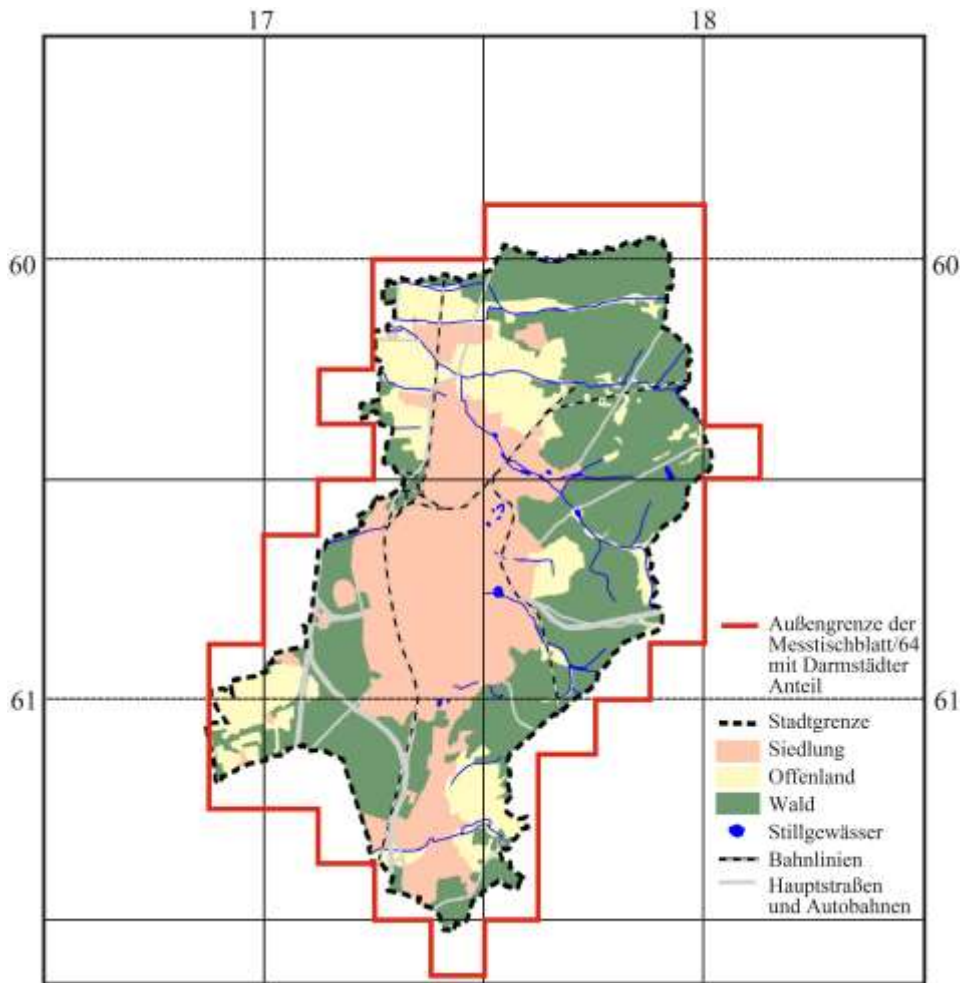 17 18
60 60
61 61
Außengrenze der
Messtischblatt/64
mit Darmstädter
Anteil
Stadtgrenze
Siedlung
Offenland
Wald
Stillgewässer
Bahnlinien
Hauptstraßen
und Autobahnen